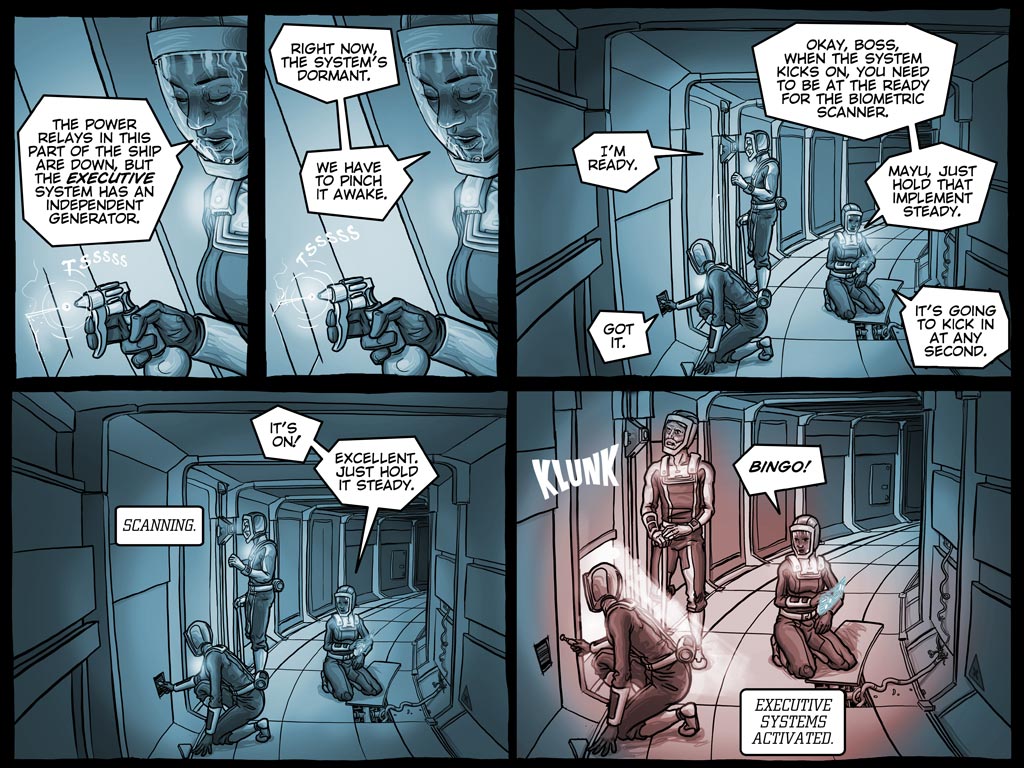 THE POWER
RELAYS IN THIS
PART OF THE SHIP
ARE DOWN, BUT
THE EXECUTIVE
SYSTEM HAS AN
INDEPENDENT
GENERATOR.
TSSSSS
RIGHT NOW,
THE SYSTEM'S
DORMANT.
WE HAVE
TO PINCH
IT AWAKE.
TSSSSS
OKAY, BOSS,
WHEN THE SYSTEM
KICKS ON, YOU NEED
TO BE AT THE READY
FOR THE BIOMETRIC
SCANNER.
I'M
READY.
MAYU, JUST
HOLD THAT
IMPLEMENT
STEADY.
GOT
IT.
IT'S GOING
TO KICK IN
AT ANY
SECOND.
IT'S
ON!
EXCELLENT.
JUST HOLD
IT STEADY.
SCANNING.
KLUNK
BINGO!
EXECUTIVE
SYSTEMS
ACTIVATED.